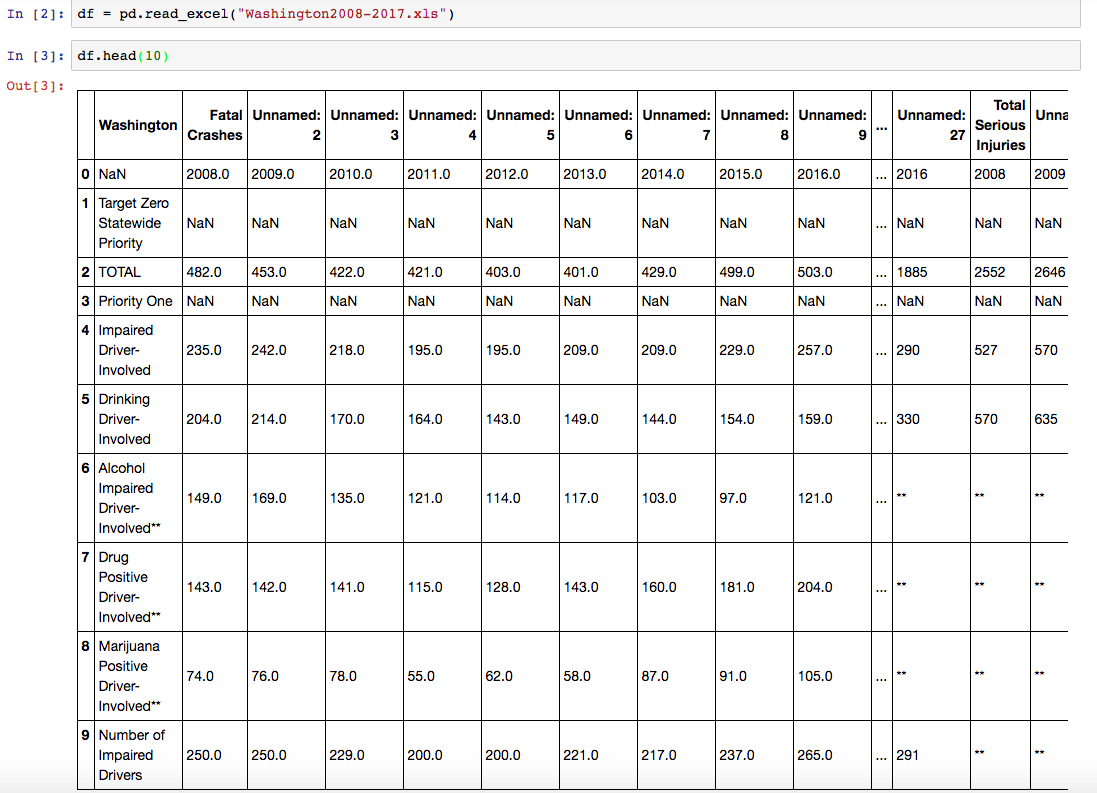 In [2]: df = pd.read_excel("Washington2008-2017.xls")
In [3]: df.head(10)
Out[3]:
Washington Fatal Crashes Unnamed: 2 Unnamed: 3 Unnamed: 4 Unnamed: 5 Unnamed: 6 Unnamed: 7 Unnamed: 8 Unnamed: 9 ... Unnamed: 27 Total Serious Injuries Unna
0 NaN 2008.0 2009.0 2010.0 2011.0 2012.0 2013.0 2014.0 2015.0 2016.0 ... 2016 2008 2009
1 Target Zero Statewide Priority NaN NaN NaN NaN NaN NaN NaN NaN NaN ... NaN NaN NaN
2 TOTAL 482.0 453.0 422.0 421.0 403.0 401.0 429.0 499.0 503.0 ... 1885 2552 2646
3 Priority One NaN NaN NaN NaN NaN NaN NaN NaN NaN ... NaN NaN NaN
4 Impaired Driver-Involved 235.0 242.0 218.0 195.0 195.0 209.0 209.0 229.0 257.0 ... 290 527 570
5 Drinking Driver-Involved 204.0 214.0 170.0 164.0 143.0 149.0 144.0 154.0 159.0 ... 330 570 635
6 Alcohol Impaired Driver-Involved** 149.0 169.0 135.0 121.0 114.0 117.0 103.0 97.0 121.0 ... ** ** **
7 Drug Positive Driver-Involved** 143.0 142.0 141.0 115.0 128.0 143.0 160.0 181.0 204.0 ... ** ** **
8 Marijuana Positive Driver-Involved** 74.0 76.0 78.0 55.0 62.0 58.0 87.0 91.0 105.0 ... ** ** **
9 Number of Impaired Drivers 250.0 250.0 229.0 200.0 200.0 221.0 217.0 237.0 265.0 ... 291 ** **